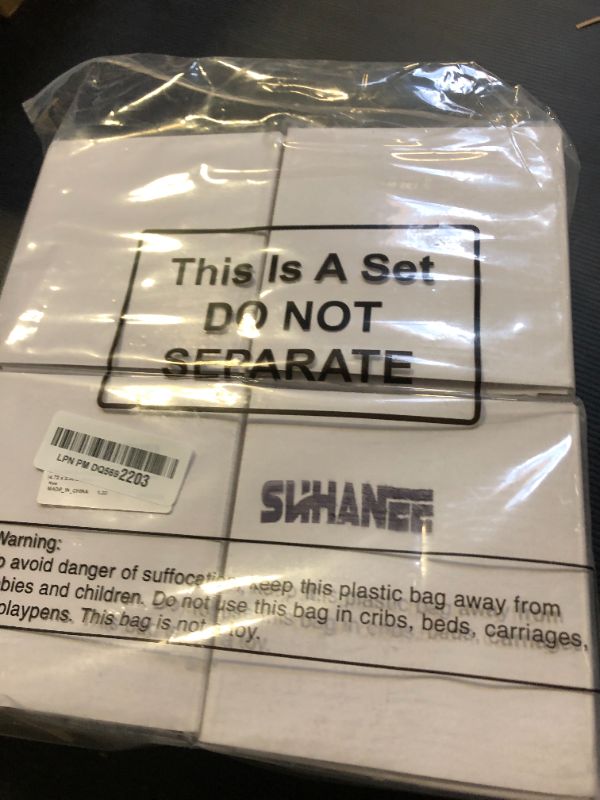 This Is A Set
DO NOT
SEPARATE
LPN PM DQ569 2203
MADE IN CHINA
SUHANEE
Warning:
o avoid danger of suffocation, keep this plastic bag away from
bies and children. Do not use this bag in cribs, beds, carriages,
playpens. This bag is not toy.